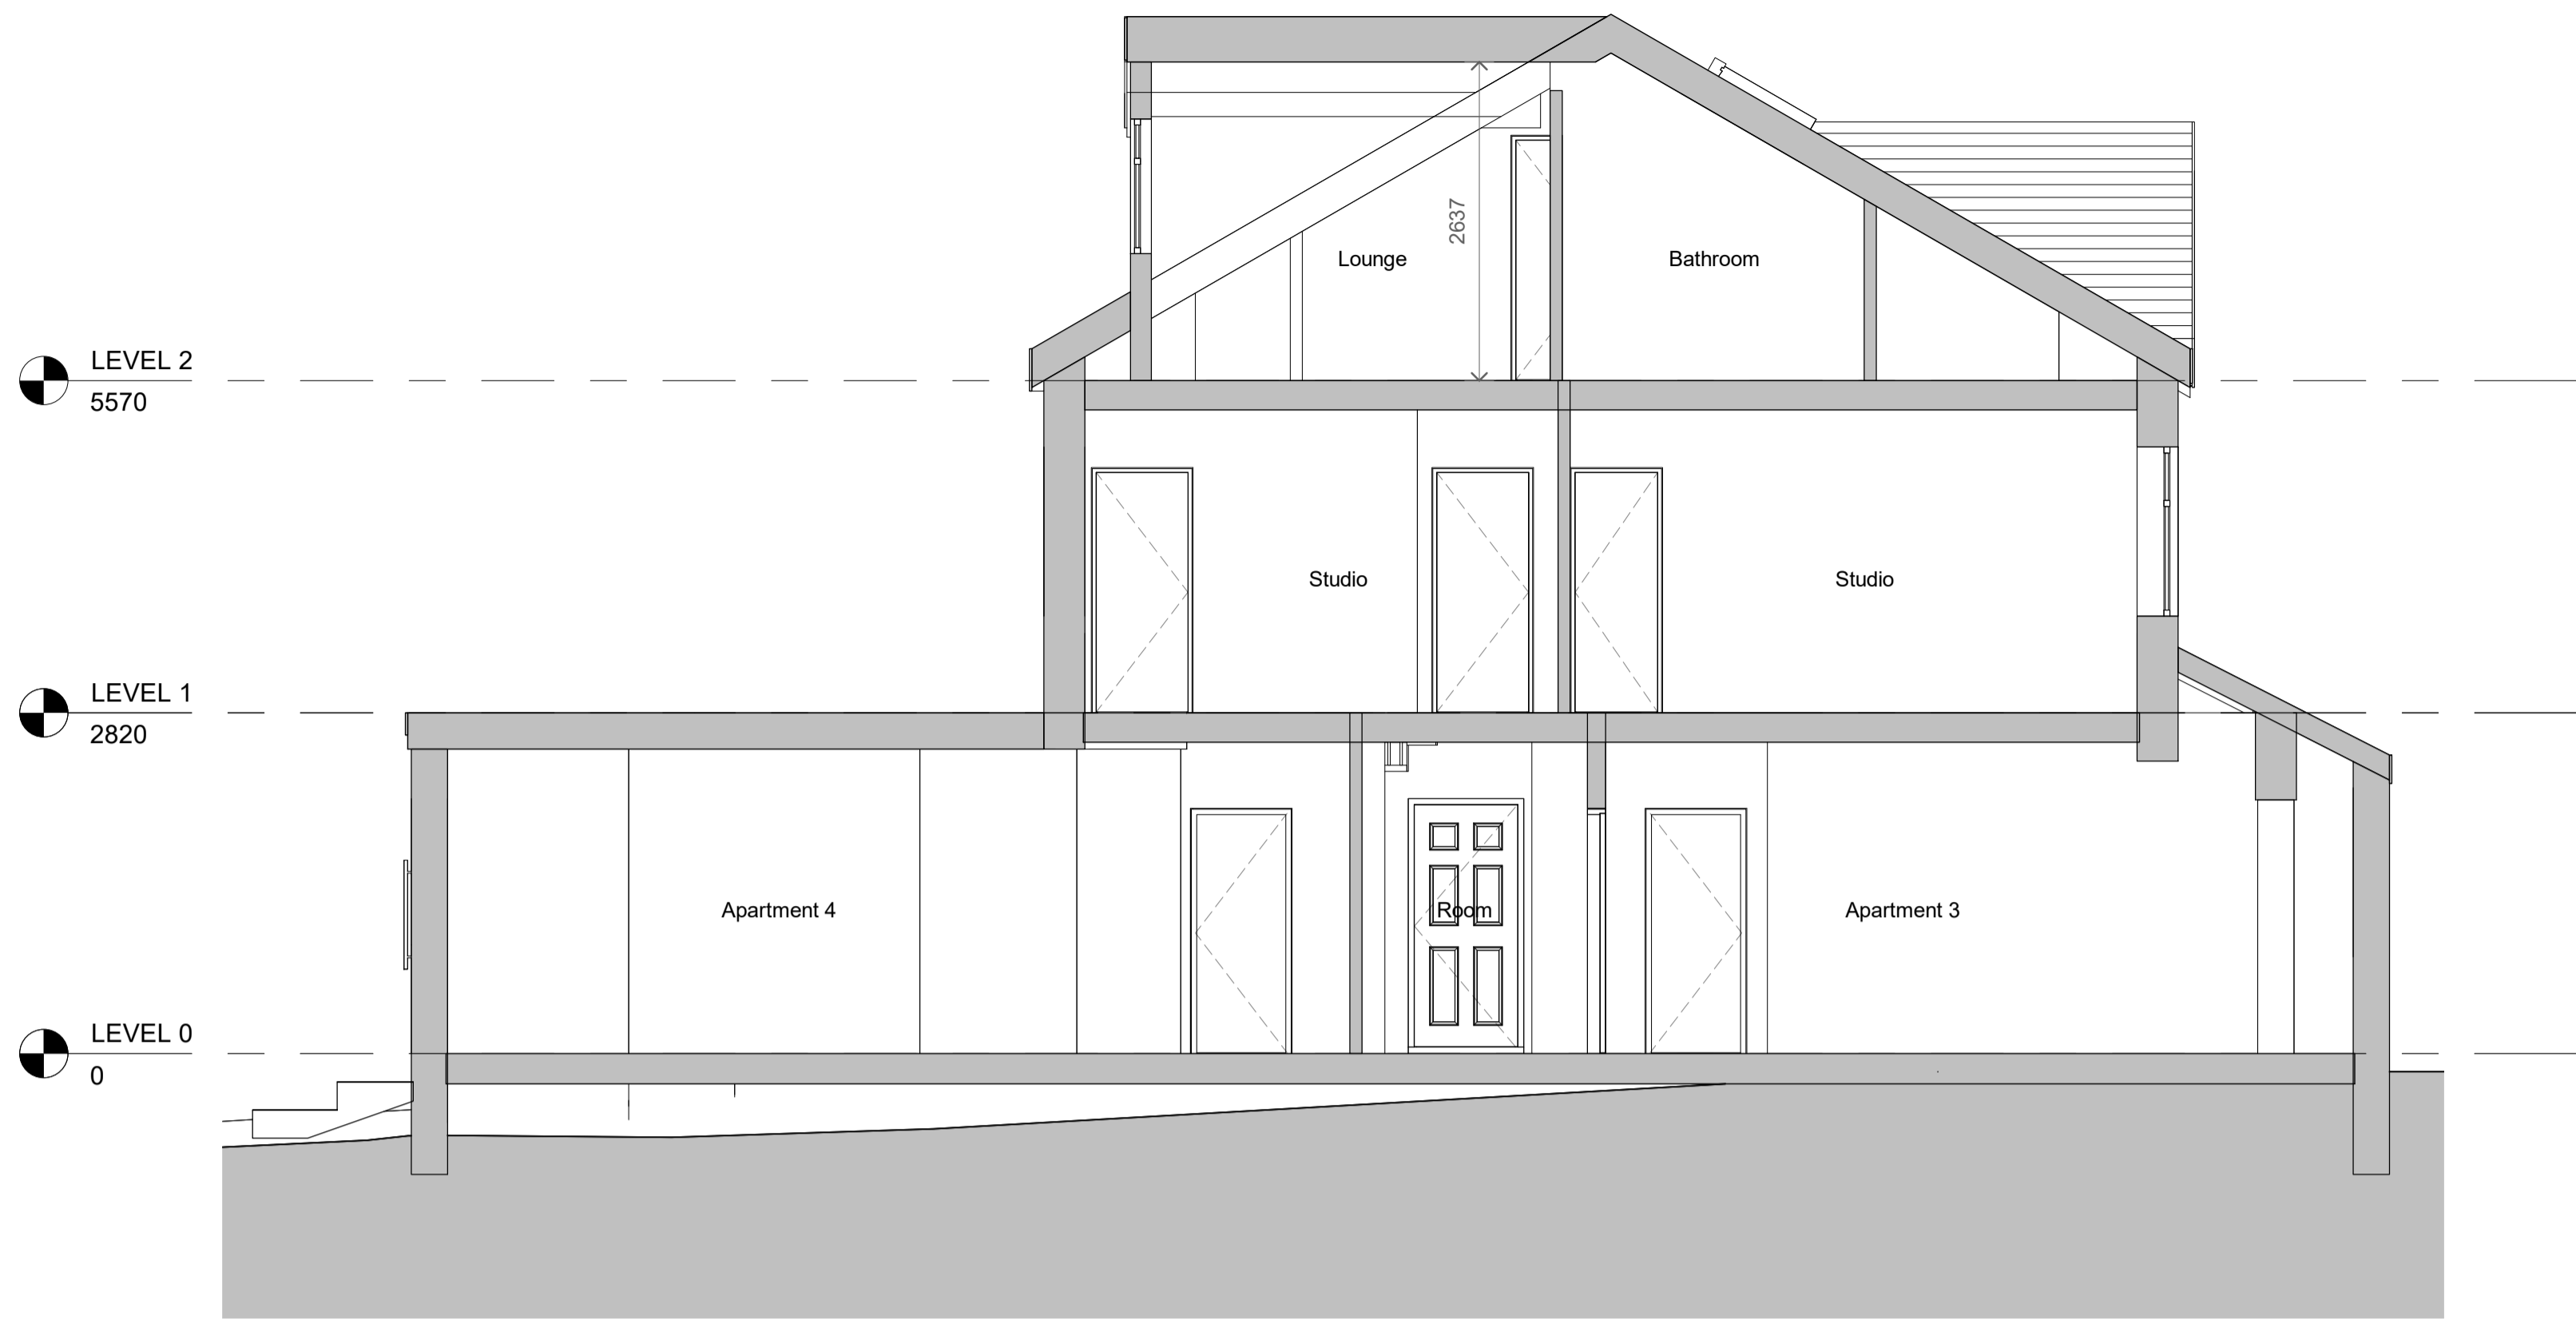 2637
Lounge
Bathroom
LEVEL 2
5570
Studio
Studio
LEVEL 1
2820
Apartment 4
Room
Apartment 3
LEVEL 0
0